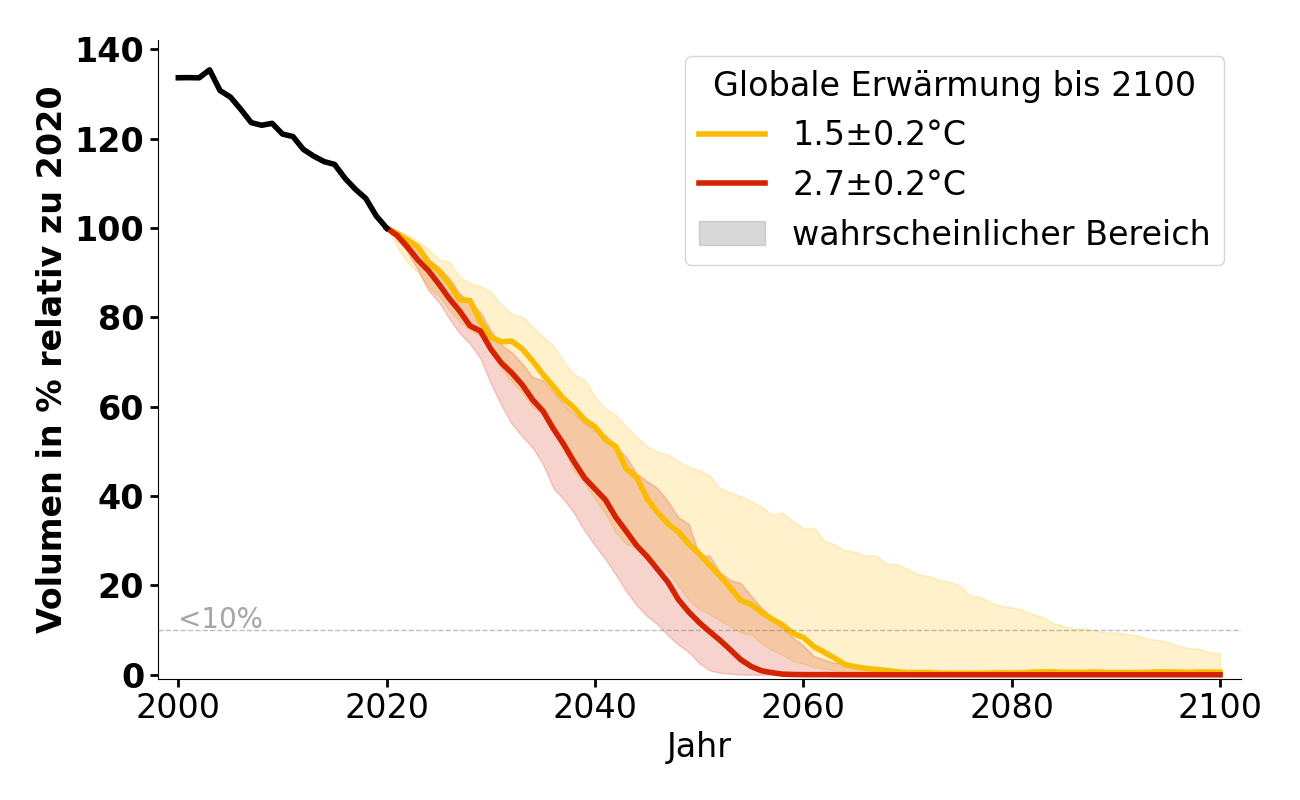 Volumen in % relativ zu 2020
140
120
100
80
60
40
20
0
<10%
Globale Erwärmung bis 2100
1.5±0.2°C
2.7±0.2°C
wahrscheinlicher Bereich
2000 2020 2040 2060 2080 2100
Jahr